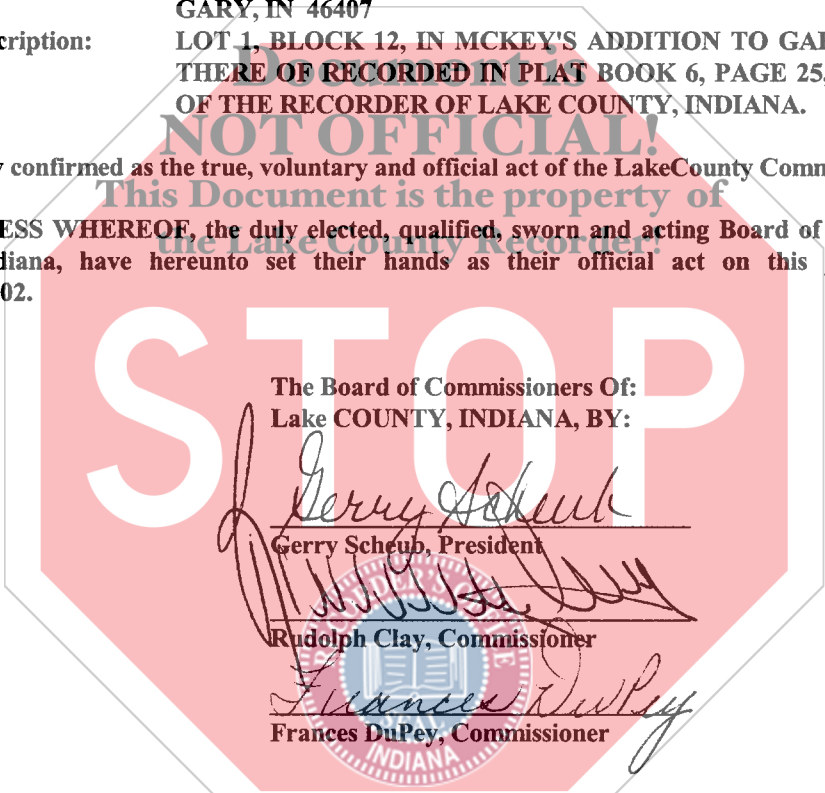 GARY, IN 46407
cription: LOT 1, BLOCK 12, IN MCKEY'S ADDITION TO GA
THERE OF RECORDED IN PLAT BOOK 6, PAGE 25,
OF THE RECORDER OF LAKE COUNTY, INDIANA.
Document is
NOT OFFICIAL!
y confirmed as the true, voluntary and official act of the LakeCounty Comm
This Document is the property of
ESS WHEREOF, the duly elected, qualified, sworn and acting Board of
the Lake County Recorder!
diana, have hereunto set their hands as their official act on this
02.
STOP
The Board of Commissioners Of:
Lake COUNTY, INDIANA, BY:
Gerry Scheub
Gerry Scheub, President
Rudolph Clay, Commissioner
Frances DuPey
Frances DuPey, Commissioner
RECORDER'S OFFICE
SEAL
INDIANA